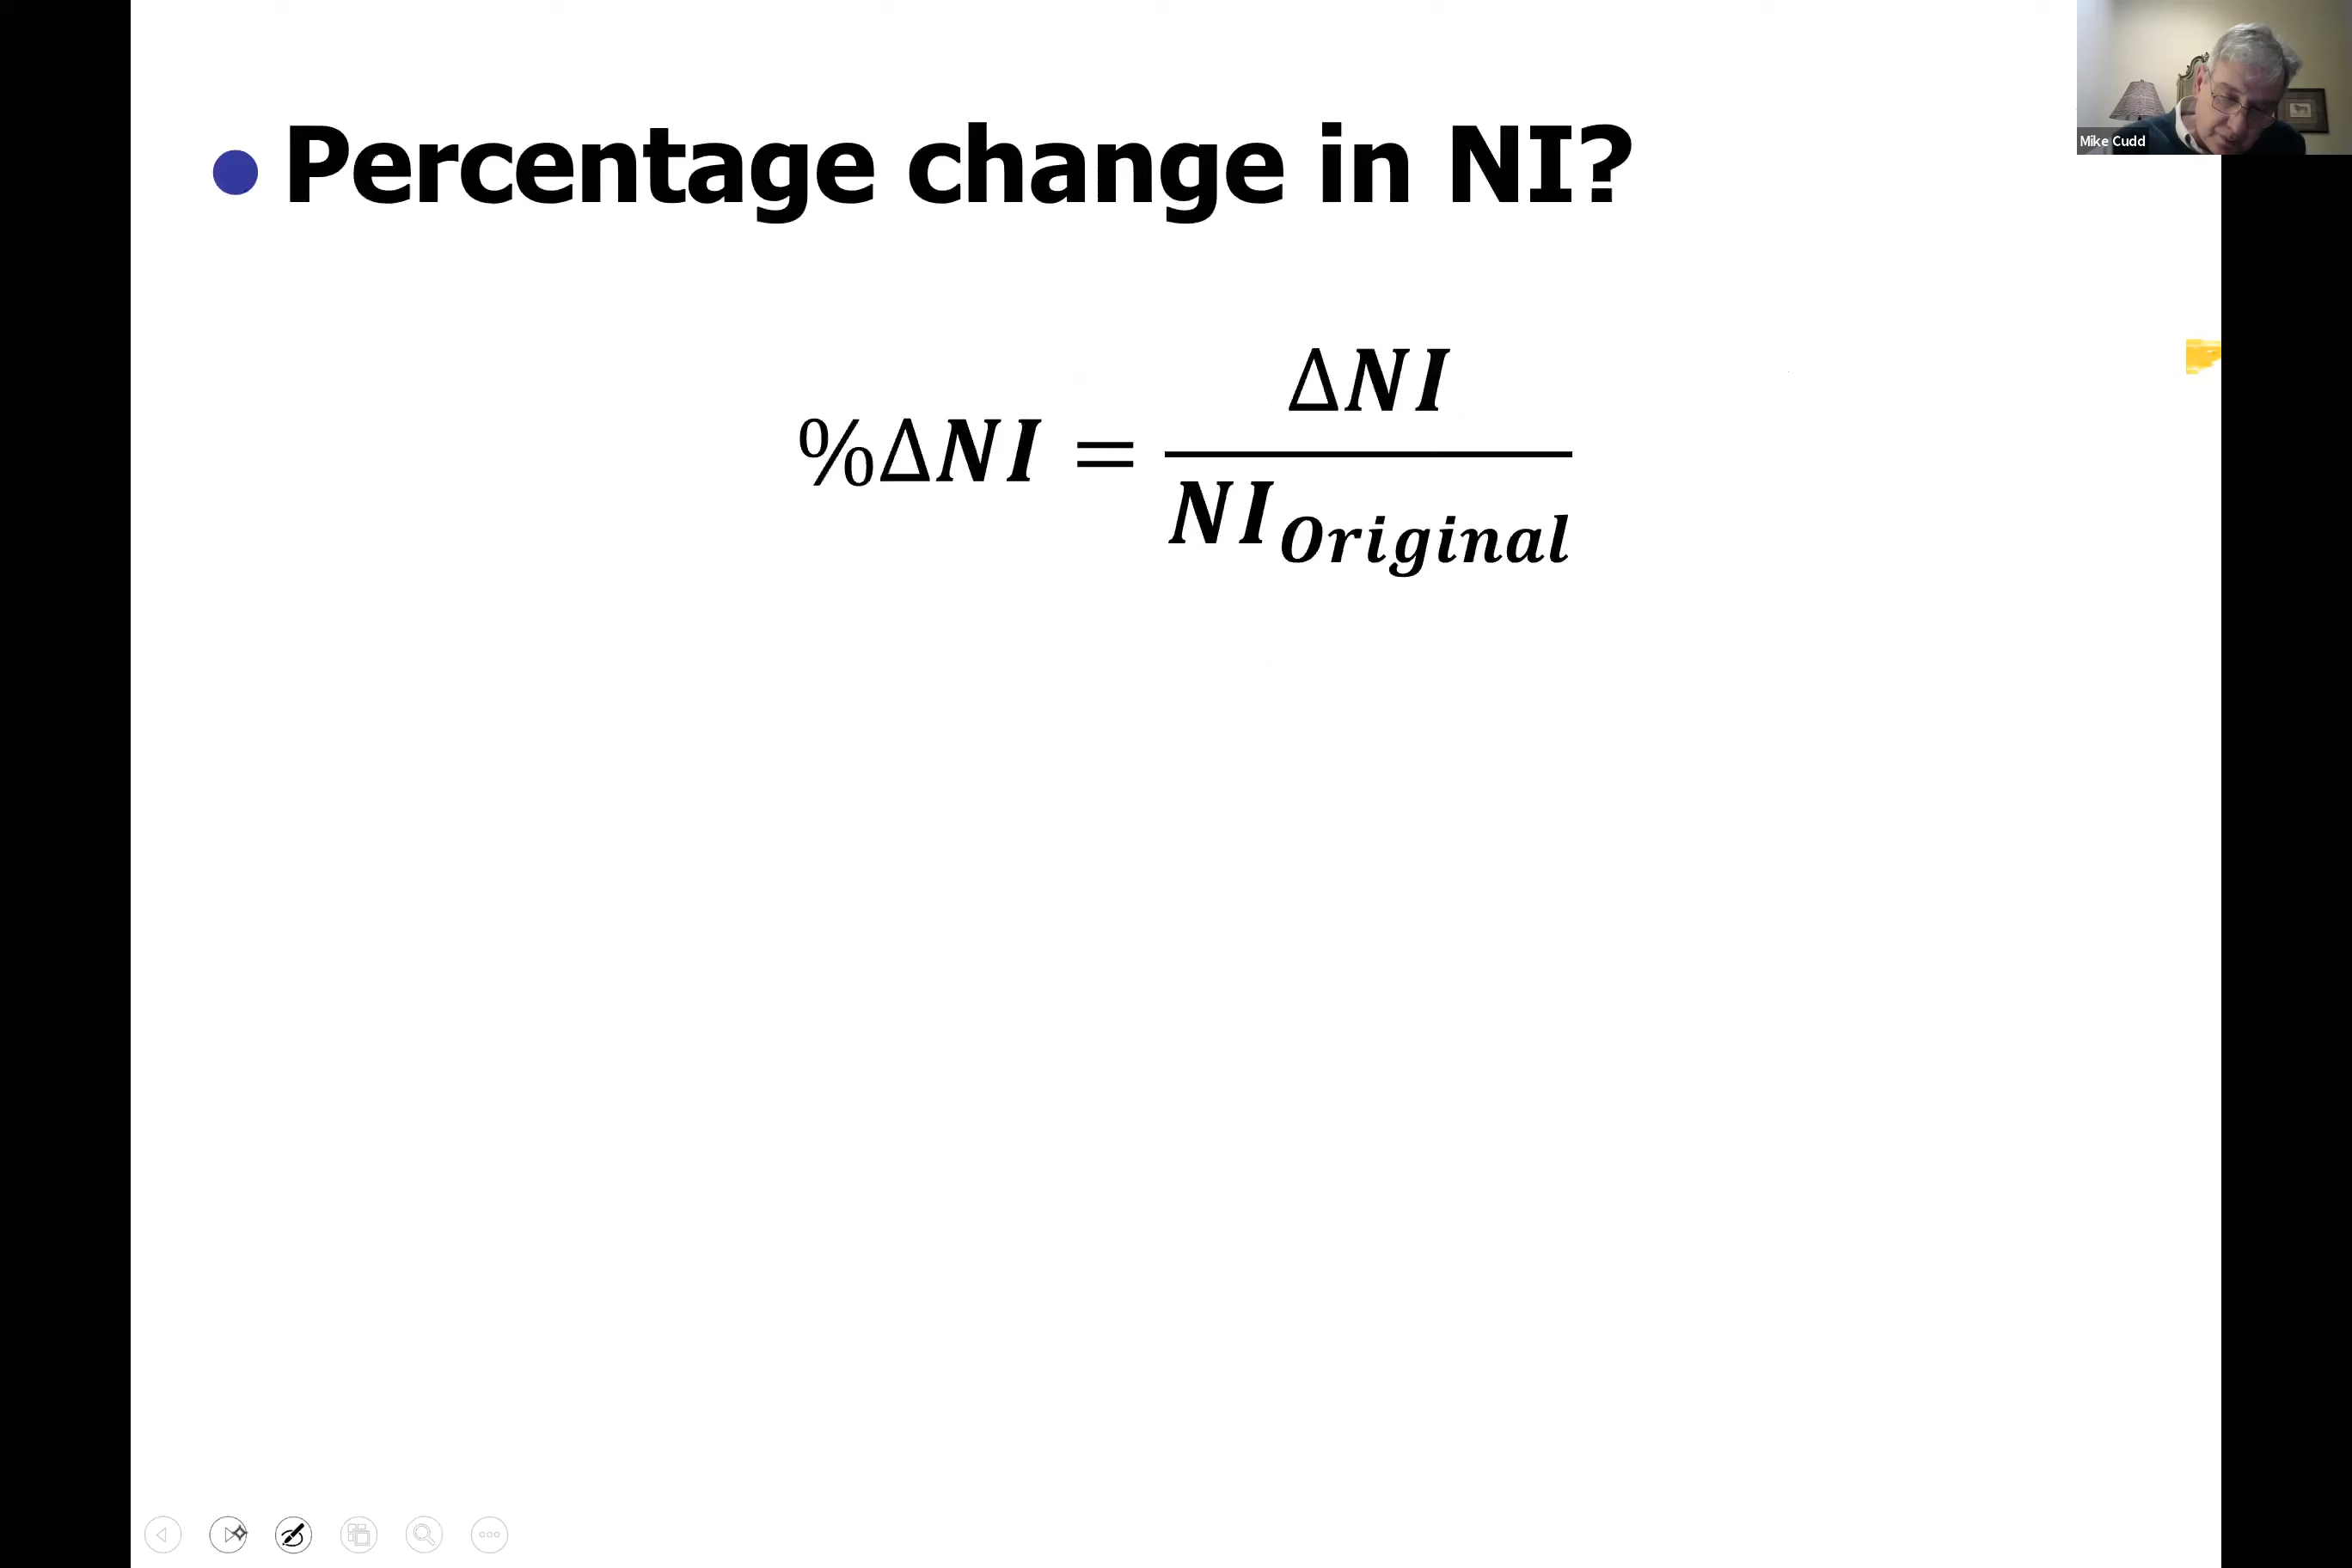 Mike Cudd
• Percentage change in NI?
%ΔNI = ΔNI / NI_Original